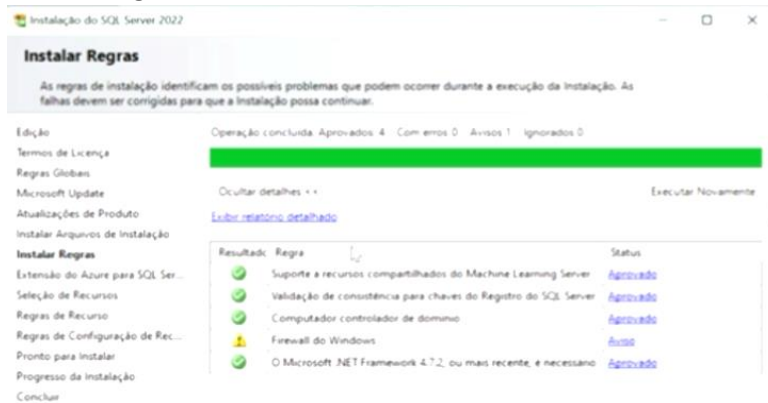 Instalação do SQL Server 2022
Instalar Regras
As regras de instalação identificam os possíveis problemas que podem ocorrer durante a execução da Instalação. As
falhas devem ser corrigidas para que a Instalação possa continuar.
Edição
Termos de Licença
Regras Globais
Microsoft Update
Atualizações de Produto
Instalar Arquivos de Instalação
Instalar Regras
Extensão do Azure para SQL Ser...
Seleção de Recursos
Regras de Recurso
Regras de Configuração de Rec...
Pronto para Instalar
Progresso da Instalação
Concluir
Operação concluída. Aprovados: 4. Com erros 0. Avisos 1. Ignorados 0.
Ocultar detalhes <<
Executar Novamente
Exibir relatório detalhado
Resultado Regra Status
Suporte a recursos compartilhados do Machine Learning Server Aprovado
Validação de consistência para chaves do Registro do SQL Server Aprovado
Computador controlador de domínio Aprovado
Firewall do Windows Aviso
O Microsoft .NET Framework 4.7.2, ou mais recente, é necessário Aprovado